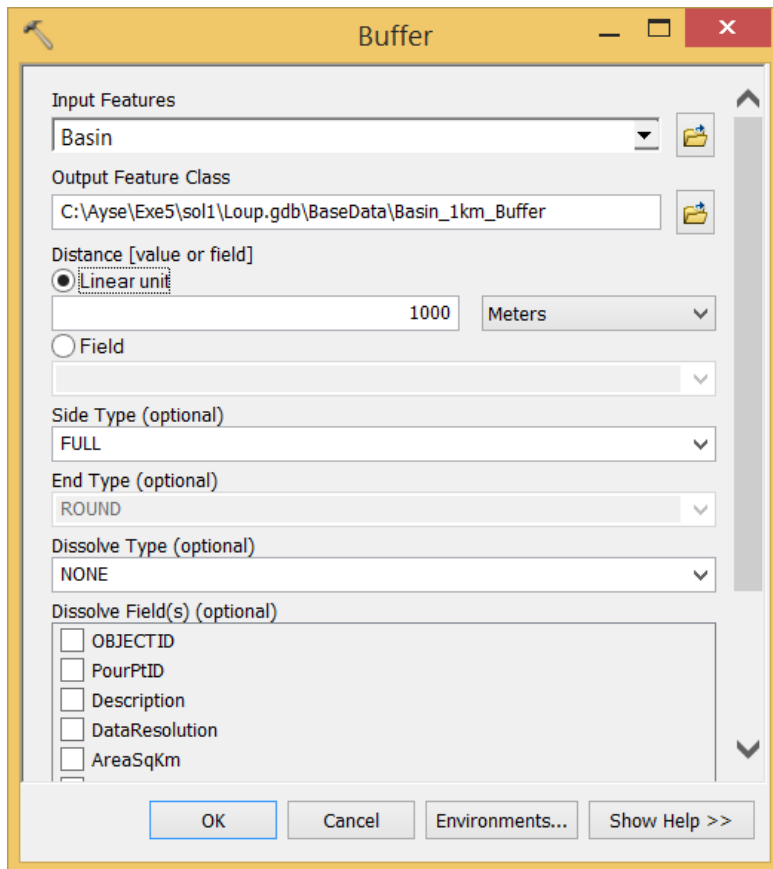 Buffer
Input Features
Basin
Output Feature Class
C:\Ayse\Exe5\sol1\Loup.gdb\BaseData\Basin_1km_Buffer
Distance [value or field]
Linear unit
1000 Meters
Field
Side Type (optional)
FULL
End Type (optional)
ROUND
Dissolve Type (optional)
NONE
Dissolve Field(s) (optional)
OBJECTID
PourPtID
Description
DataResolution
AreaSqKm
OK Cancel Environments... Show Help >>